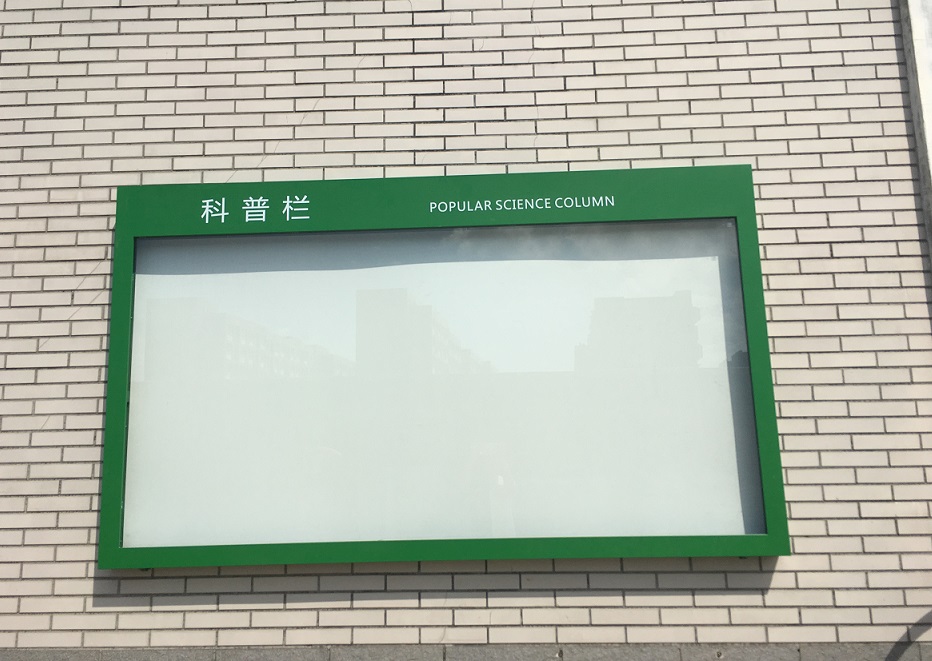 科普栏 POPULAR SCIENCE COLUMN